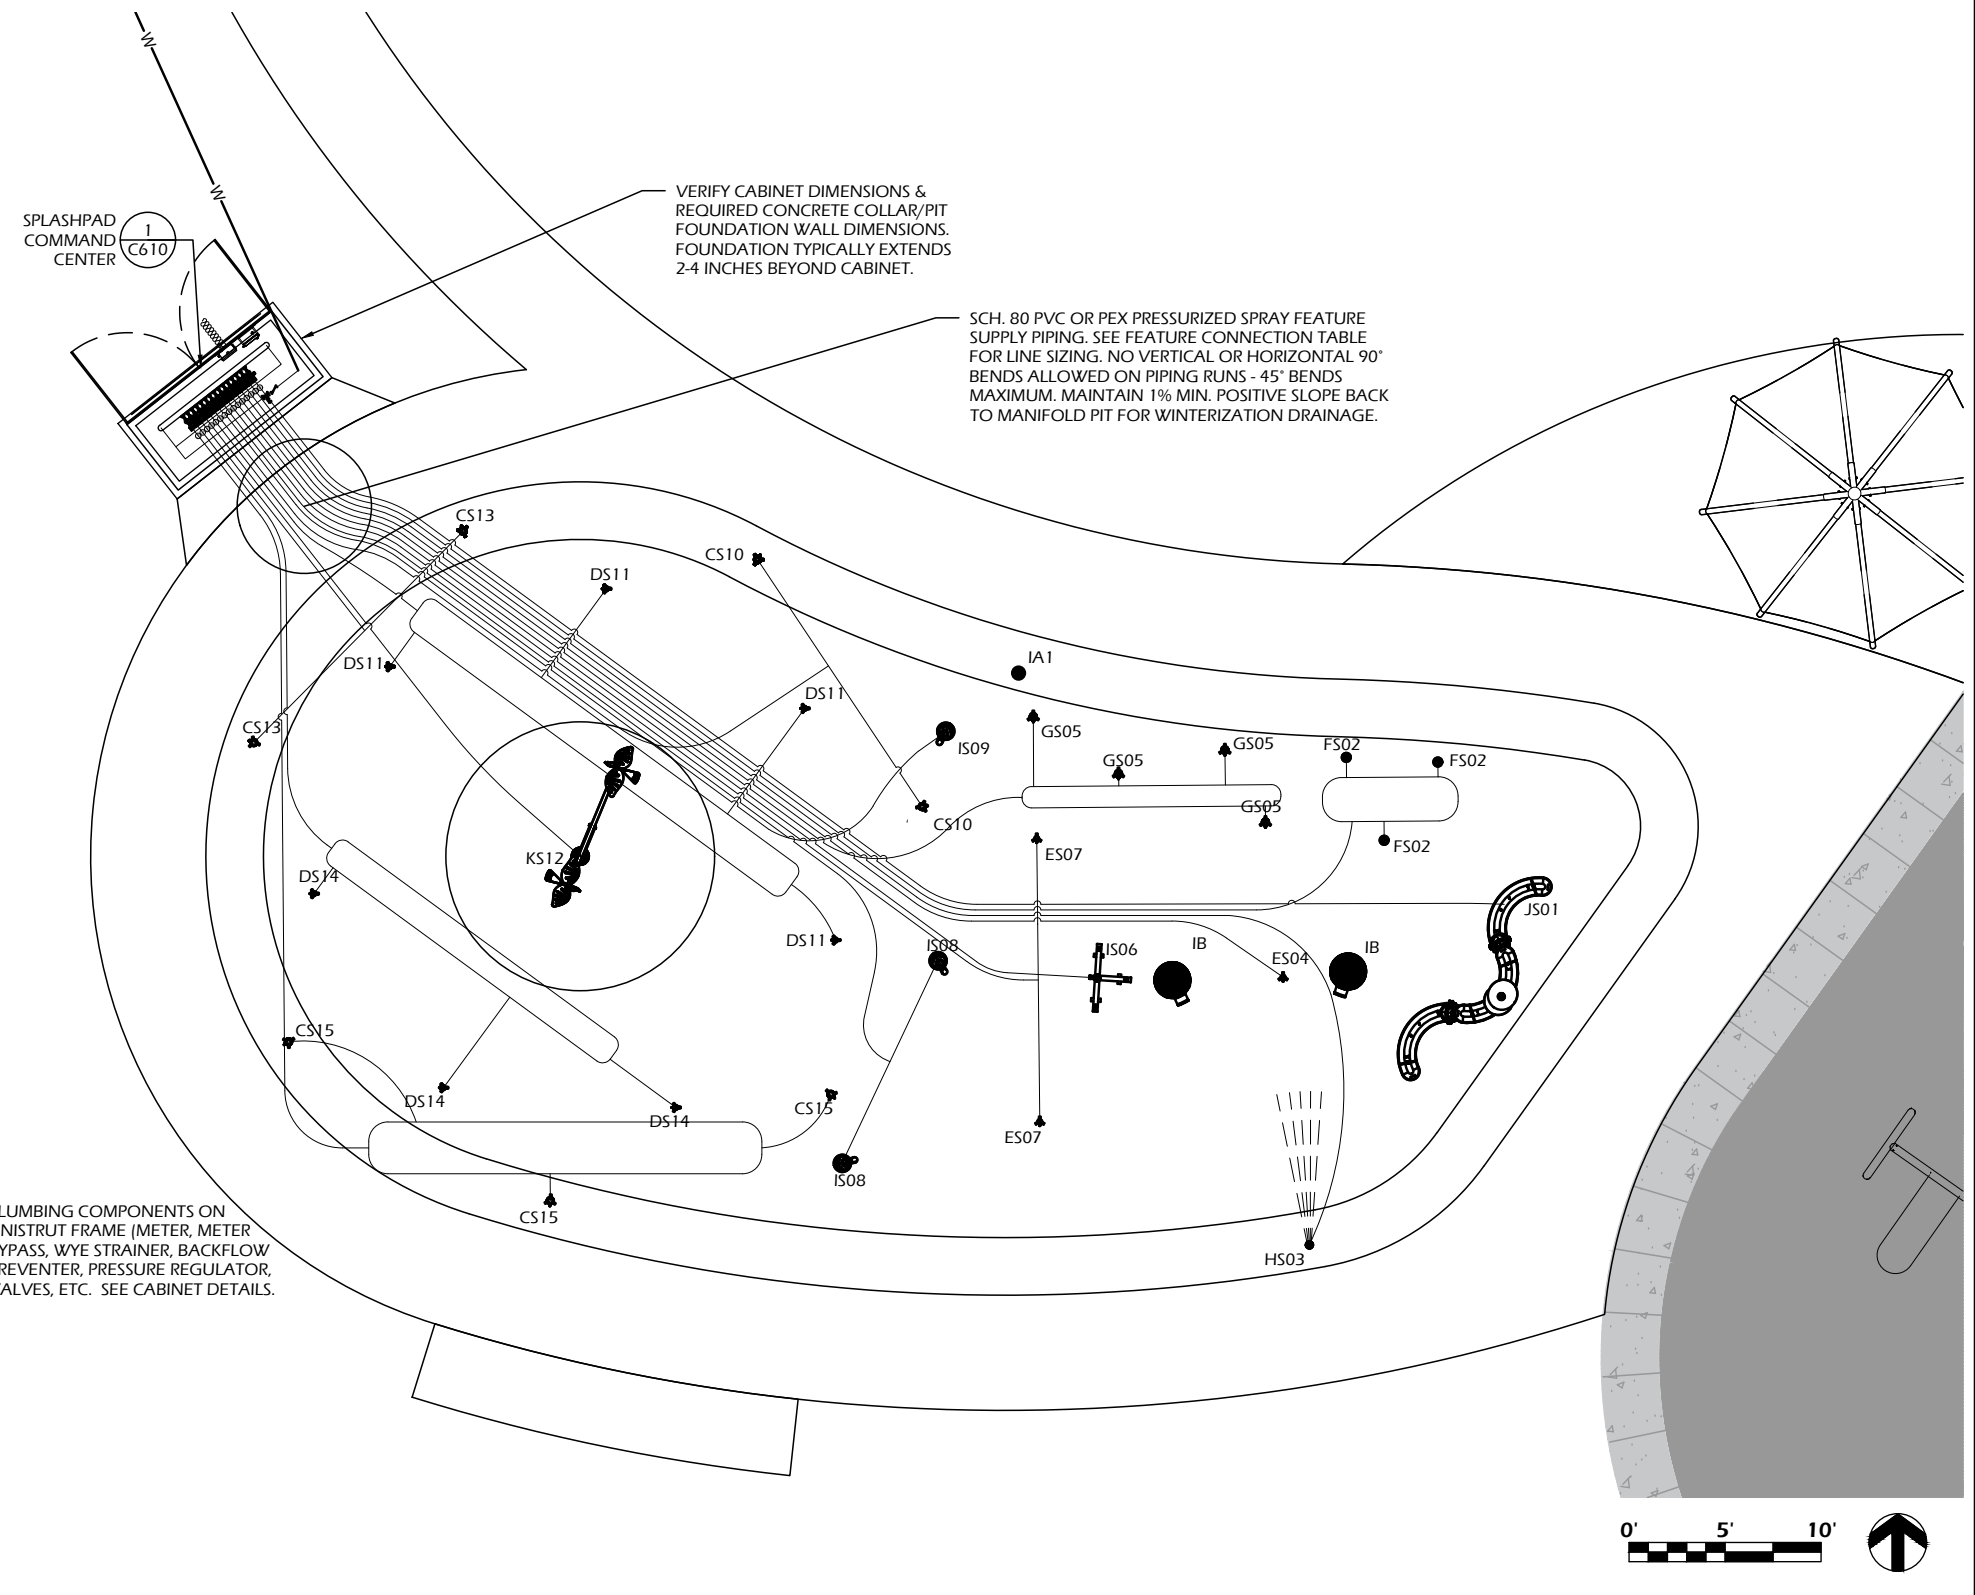 W
W
SPLASHPAD
COMMAND
CENTER
1
C610
VERIFY CABINET DIMENSIONS &
REQUIRED CONCRETE COLLAR/PIT
FOUNDATION WALL DIMENSIONS.
FOUNDATION TYPICALLY EXTENDS
2-4 INCHES BEYOND CABINET.
SCH. 80 PVC OR PEX PRESSURIZED SPRAY FEATURE
SUPPLY PIPING. SEE FEATURE CONNECTION TABLE
FOR LINE SIZING. NO VERTICAL OR HORIZONTAL 90°
BENDS ALLOWED ON PIPING RUNS - 45° BENDS
MAXIMUM. MAINTAIN 1% MIN. POSITIVE SLOPE BACK
TO MANIFOLD PIT FOR WINTERIZATION DRAINAGE.
CS13
CS10
DS11
DS11
IA1
DS11
CS13
GS05
IS09
GS05
FS02
GS05
FS02
GS05
CS10
FS02
ES07
KS12
DS14
JS01
DS11
IS08
IS06
IB
IB
ES04
CS15
DS14
CS15
DS14
ES07
IS08
CS15
HS03
LUMBING COMPONENTS ON
NISTRUT FRAME (METER, METER
YPASS, WYE STRAINER, BACKFLOW
REVENTER, PRESSURE REGULATOR,
ALVES, ETC. SEE CABINET DETAILS.
0' 5' 10'